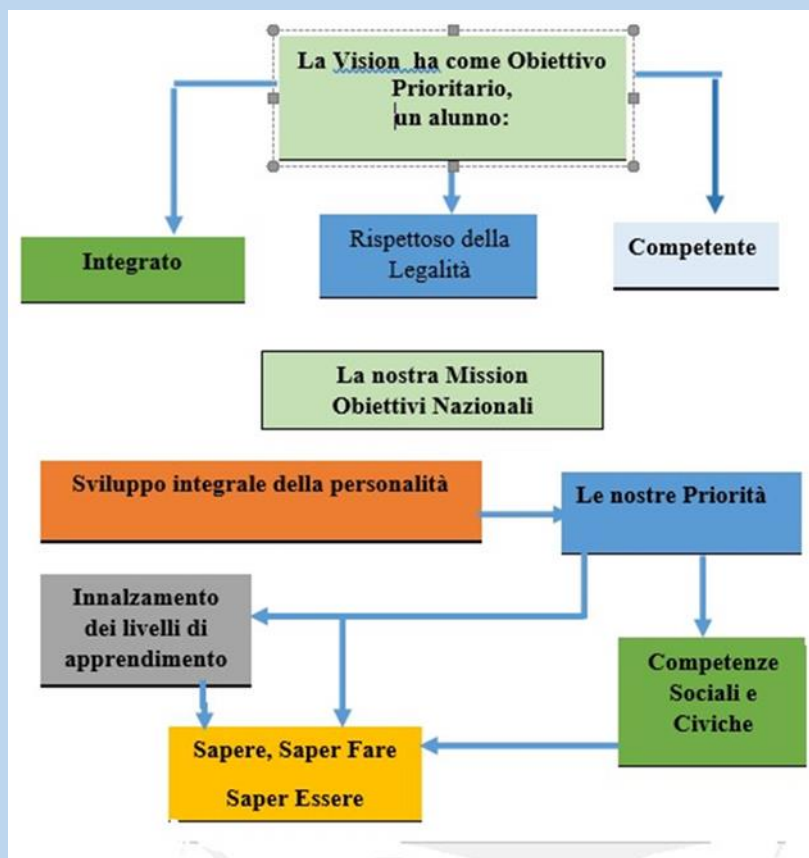 La Vision ha come Obiettivo
Prioritario,
un alunno:
Integrato
Rispettoso della
Legalità
Competente
La nostra Mission
Obiettivi Nazionali
Sviluppo integrale della personalità
Le nostre Priorità
Innalzamento
dei livelli di
apprendimento
Competenze
Sociali e
Civiche
Sapere, Saper Fare
Saper Essere